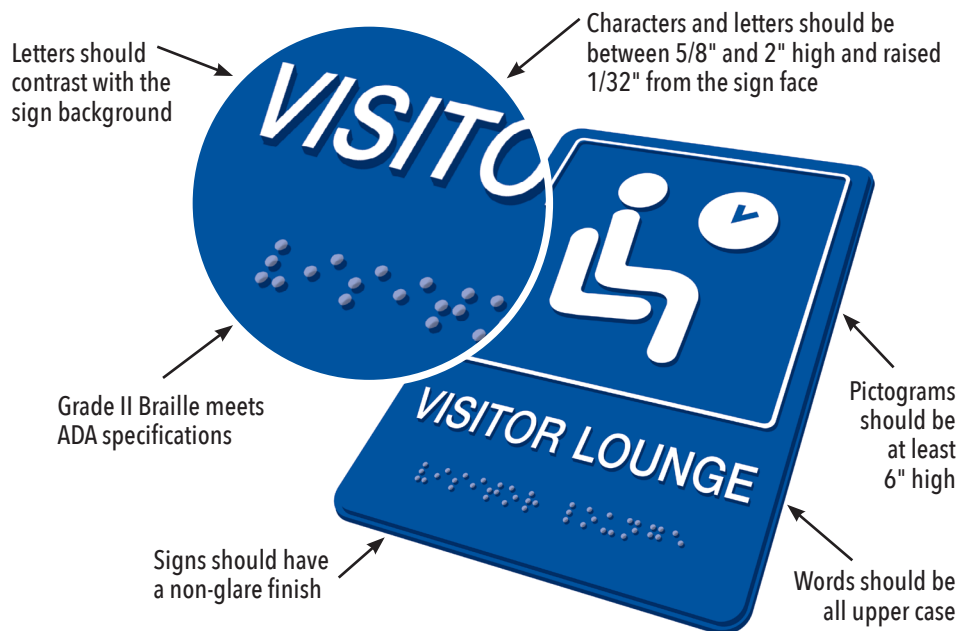 Letters should
contrast with the
sign background
Characters and letters should be
between 5/8" and 2" high and raised
1/32" from the sign face
VISITO
Grade II Braille meets
ADA specifications
VISITOR LOUNGE
Pictograms
should be
at least
6" high
Signs should have
a non-glare finish
Words should be
all upper case